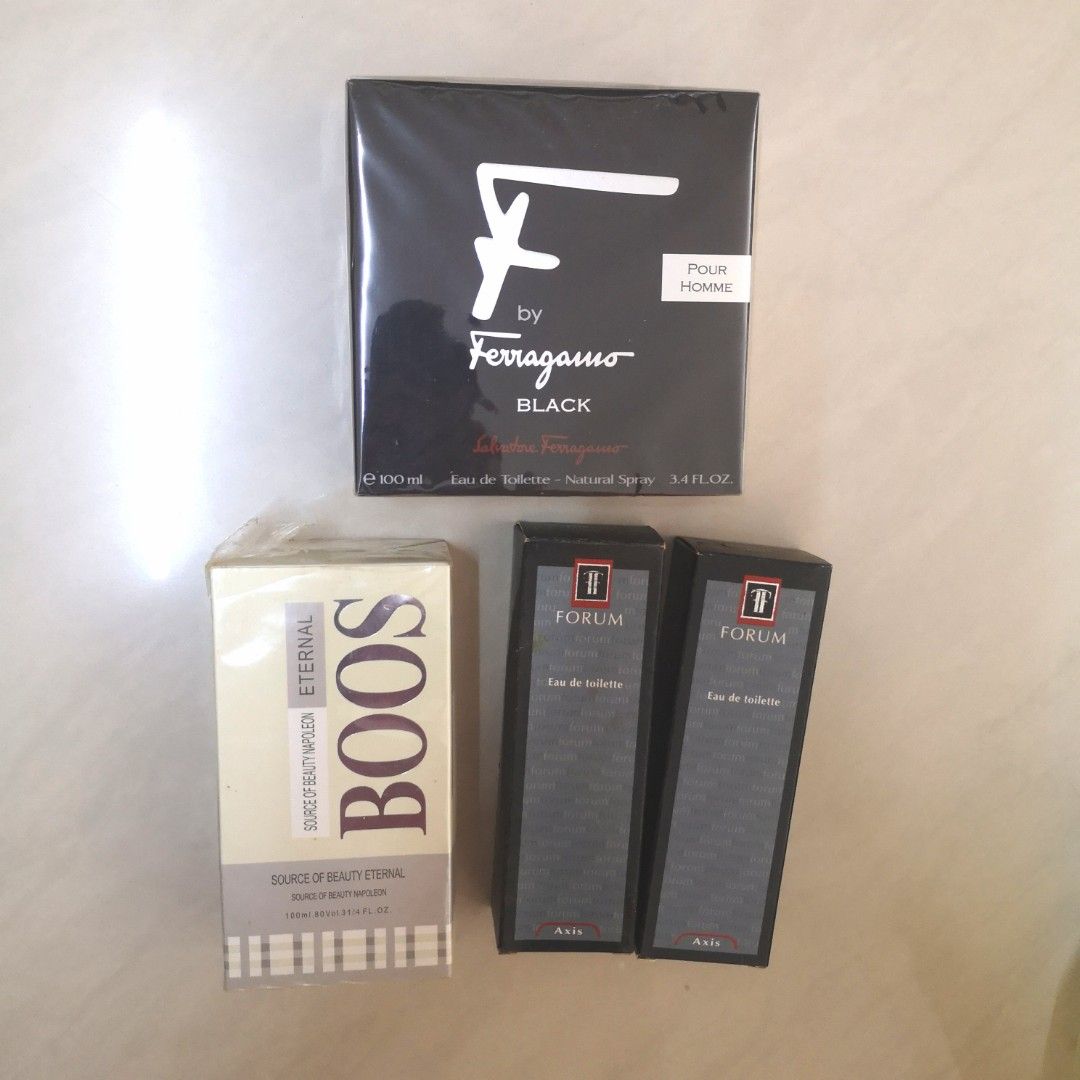 F
by
Ferragamo
BLACK
POUR
HOMME
Salvatore Ferragamo
e 100 ml Eau de Toilette - Natural Spray 3.4 FL.OZ.
BOOS
ETERNAL
SOURCE OF BEAUTY NAPOLEON
SOURCE OF BEAUTY ETERNAL
SOURCE OF BEAUTY NAPOLEON
100ml.80Vol.31/4 FL.OZ.
FORUM
Eau de toilette
Axis
FORUM
Eau de toilette
Axis